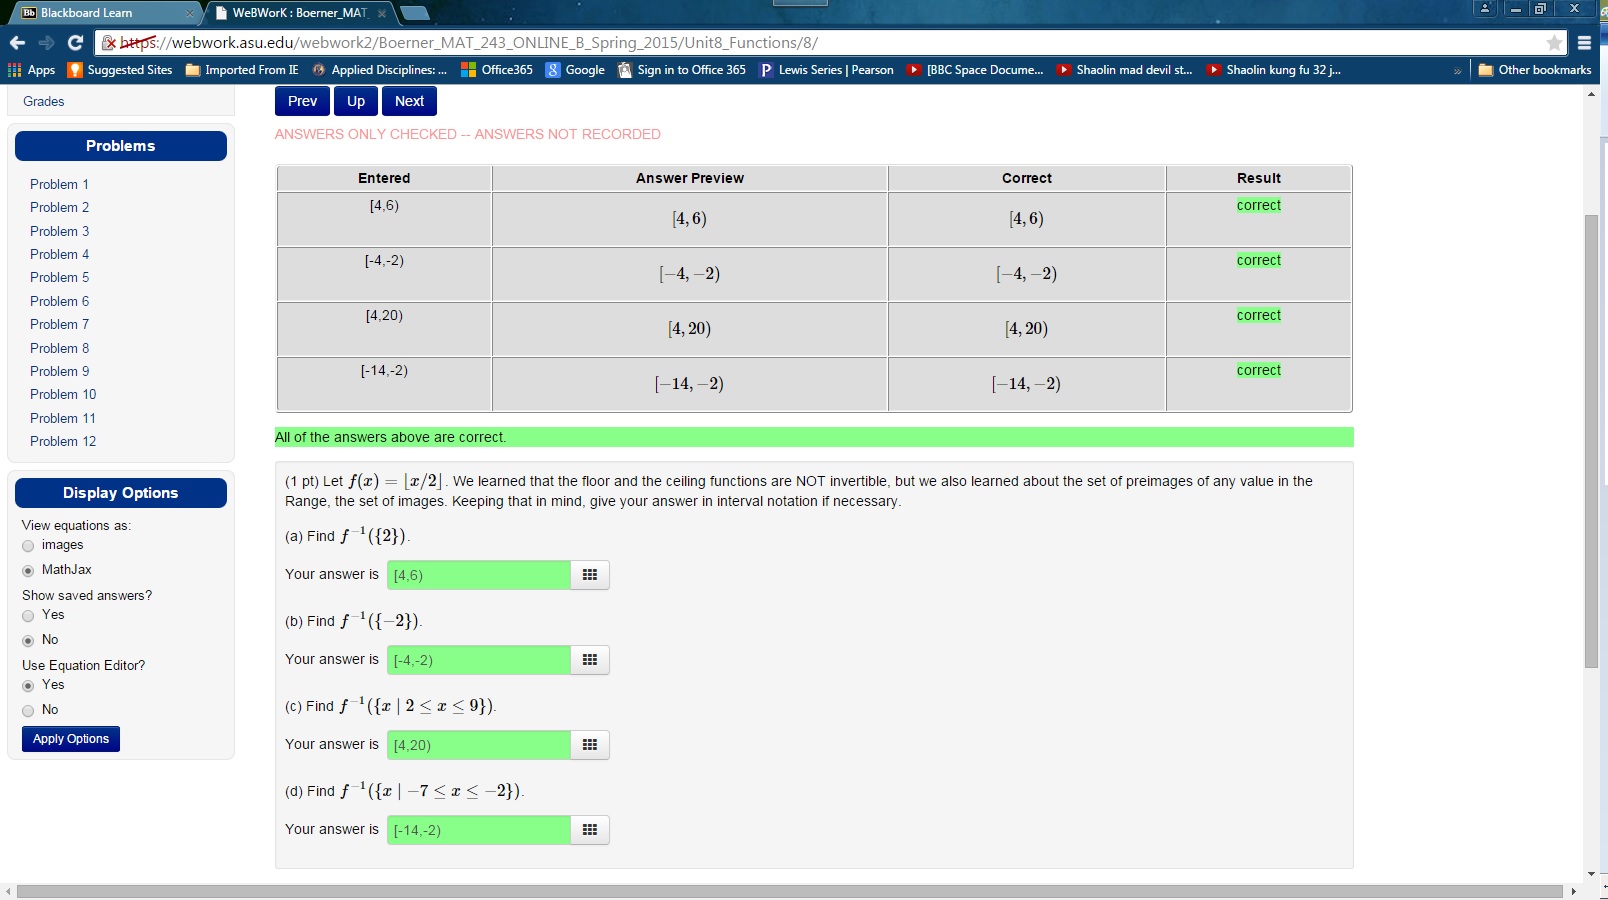 Blackboard Learn
WeBWorK : Boerner_MAT_
https://webwork.asu.edu/webwork2/Boerner_MAT_243_ONLINE_B_Spring_2015/Unit8_Functions/8/
Apps Suggested Sites Imported From IE Applied Disciplines: ... Office365 Google Sign in to Office 365 Lewis Series | Pearson [BBC Space Docume... Shaolin mad devil st... Shaolin kung fu 32 j... » Other bookmarks
Grades
Problems
Problem 1
Problem 2
Problem 3
Problem 4
Problem 5
Problem 6
Problem 7
Problem 8
Problem 9
Problem 10
Problem 11
Problem 12
Display Options
View equations as:
images
MathJax
Show saved answers?
Yes
No
Use Equation Editor?
Yes
No
Apply Options
Prev Up Next
ANSWERS ONLY CHECKED -- ANSWERS NOT RECORDED
Entered Answer Preview Correct Result
[4,6) [4, 6) [4, 6) correct
[-4,-2) [−4, −2) [−4, −2) correct
[4,20) [4, 20) [4, 20) correct
[-14,-2) [−14, −2) [−14, −2) correct
All of the answers above are correct.
(1 pt) Let f(x) = ⌊x/2⌋. We learned that the floor and the ceiling functions are NOT invertible, but we also learned about the set of preimages of any value in the
Range, the set of images. Keeping that in mind, give your answer in interval notation if necessary.
(a) Find f⁻¹({2}).
Your answer is [4,6)
(b) Find f⁻¹({−2}).
Your answer is [-4,-2)
(c) Find f⁻¹({x | 2 ≤ x ≤ 9}).
Your answer is [4,20)
(d) Find f⁻¹({x | −7 ≤ x ≤ −2}).
Your answer is [-14,-2)